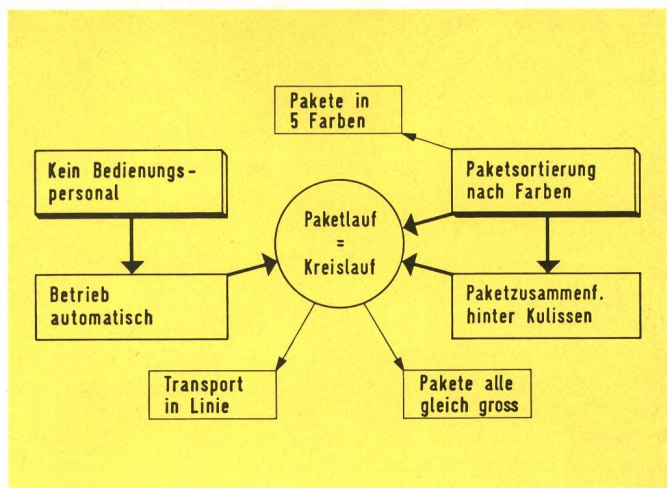 Pakete in
5 Farben
Kein Bedienungs-
personal
Paketsortierung
nach Farben
Paketlauf
=
Kreislauf
Betrieb
automatisch
Paketzusammenf.
hinter Kulissen
Transport
in Linie
Pakete alle
gleich gross